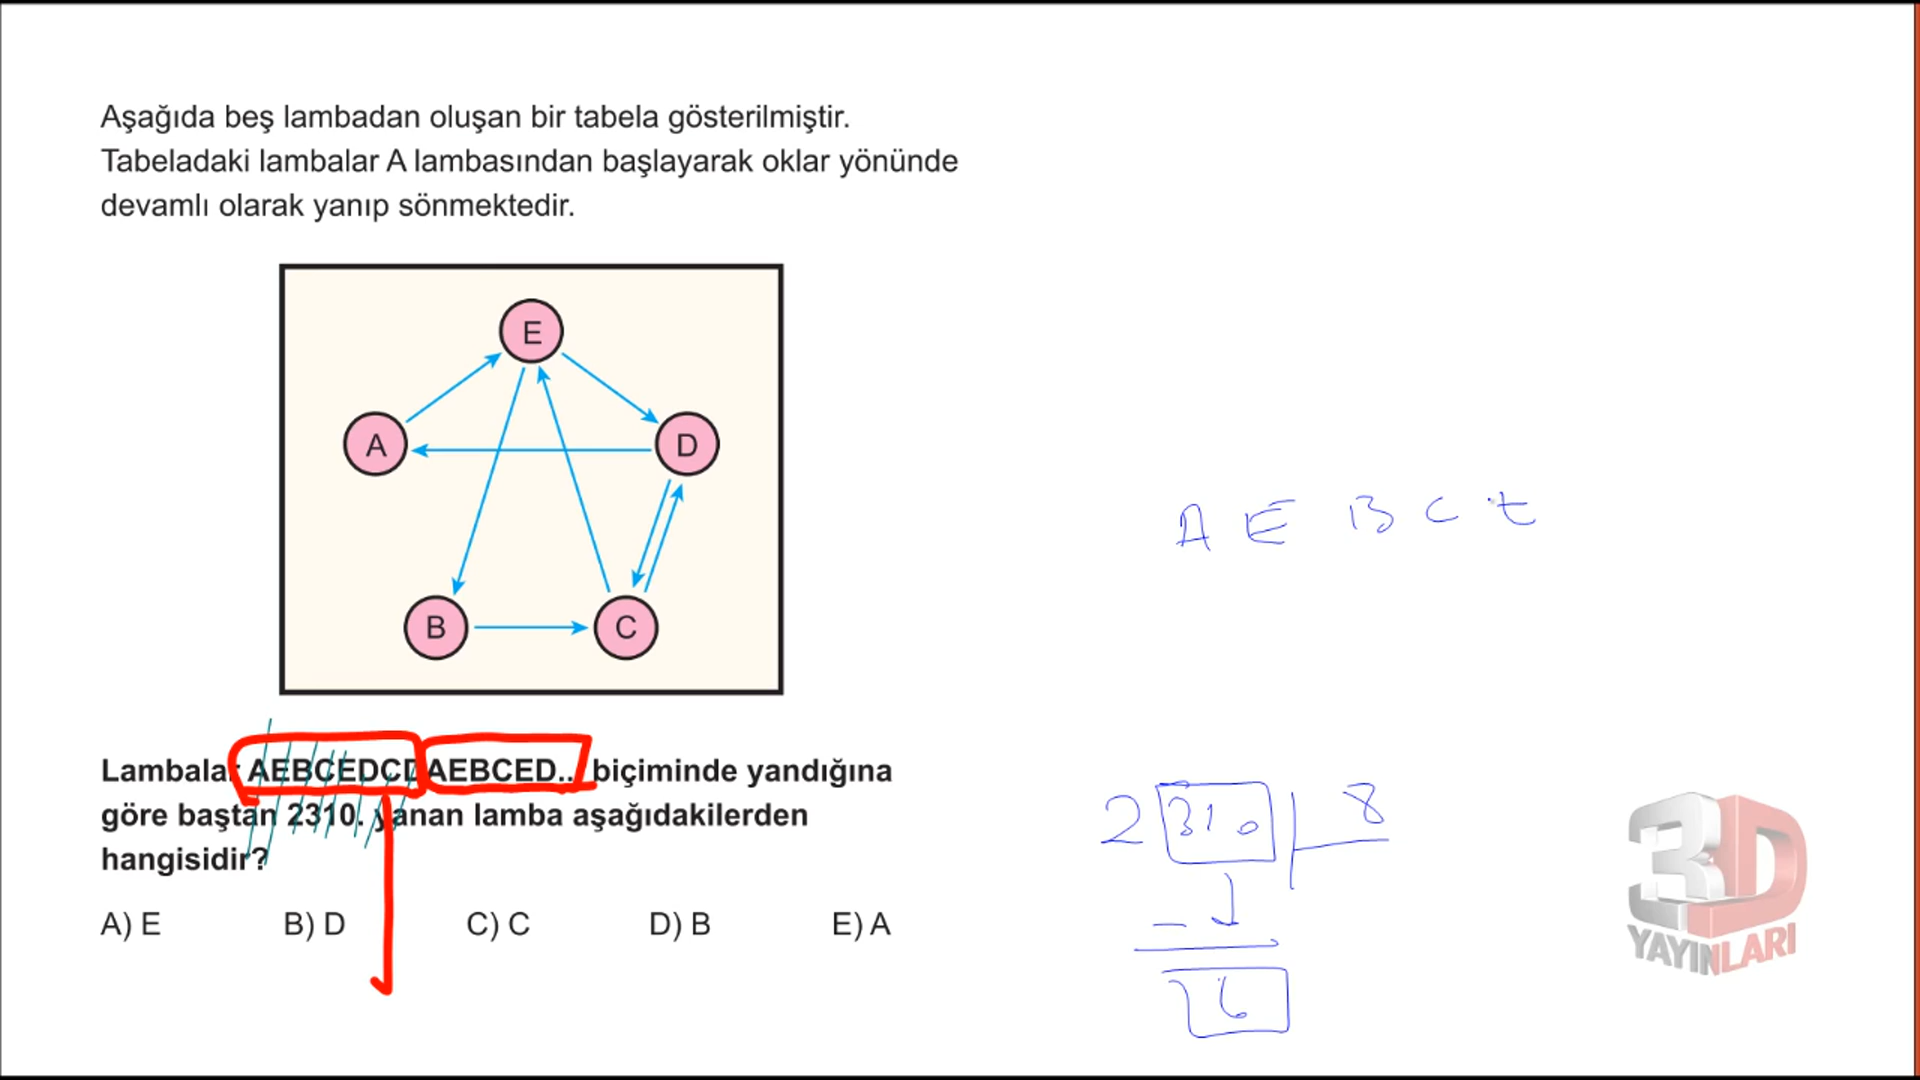 Aşağıda beş lambadan oluşan bir tabela gösterilmiştir.
Tabeladaki lambalar A lambasından başlayarak oklar yönünde
devamlı olarak yanıp sönmektedir.
E
A
D
B
C
A E B C E
Lambalar AEBCEDCDAEBCED... biçiminde yandığına
göre baştan 2310. yanan lamba aşağıdakilerden
hangisidir?
A) E B) D C) C D) B E) A
2310 8
6
3D
YAYINLARI